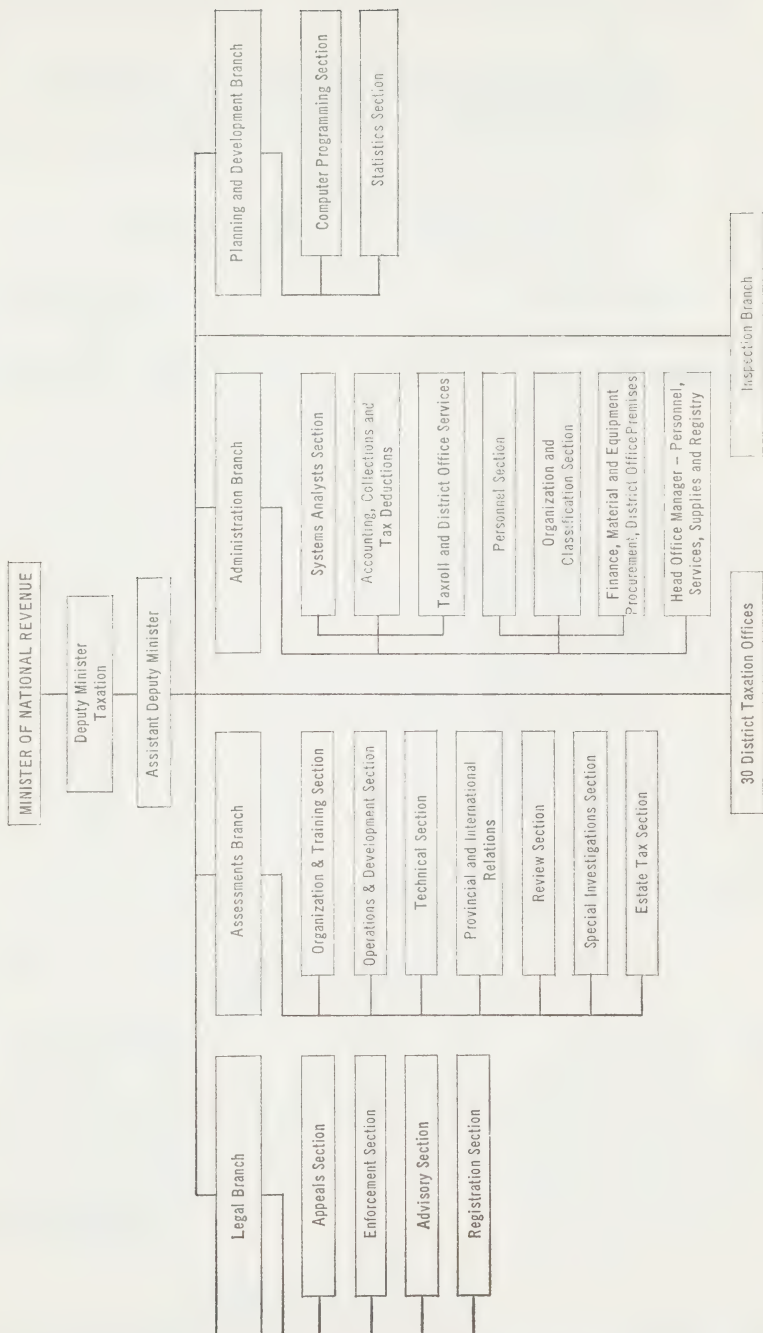 MINISTER OF NATIONAL REVENUE
Deputy Minister
Taxation
Assistant Deputy Minister
Legal Branch
Appeals Section
Enforcement Section
Advisory Section
Registration Section
Assessments Branch
Organization & Training Section
Operations & Development Section
Technical Section
Provincial and International
Relations
Review Section
Special Investigations Section
Estate Tax Section
Administration Branch
Systems Analysts Section
Accounting, Collections and
Tax Deductions
Taxroll and District Office Services
Personnel Section
Organization and
Classification Section
Finance, Material and Equipment
Procurement, District Office Premises
Head Office Manager – Personnel,
Services, Supplies and Registry
Planning and Development Branch
Computer Programming Section
Statistics Section
30 District Taxation Offices
Inspection Branch